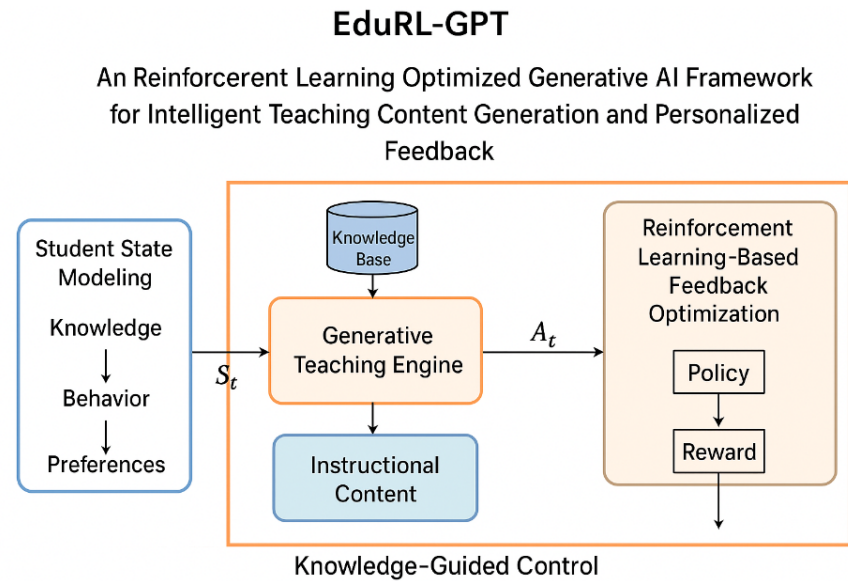 EduRL-GPT
An Reinforcerent Learning Optimized Generative AI Framework
for Intelligent Teaching Content Generation and Personalized
Feedback
Student State
Modeling
Knowledge
Behavior
Preferences
S_t
Knowledge
Base
Generative
Teaching Engine
Instructional
Content
A_t
Reinforcement
Learning-Based
Feedback
Optimization
Policy
Reward
Knowledge-Guided Control